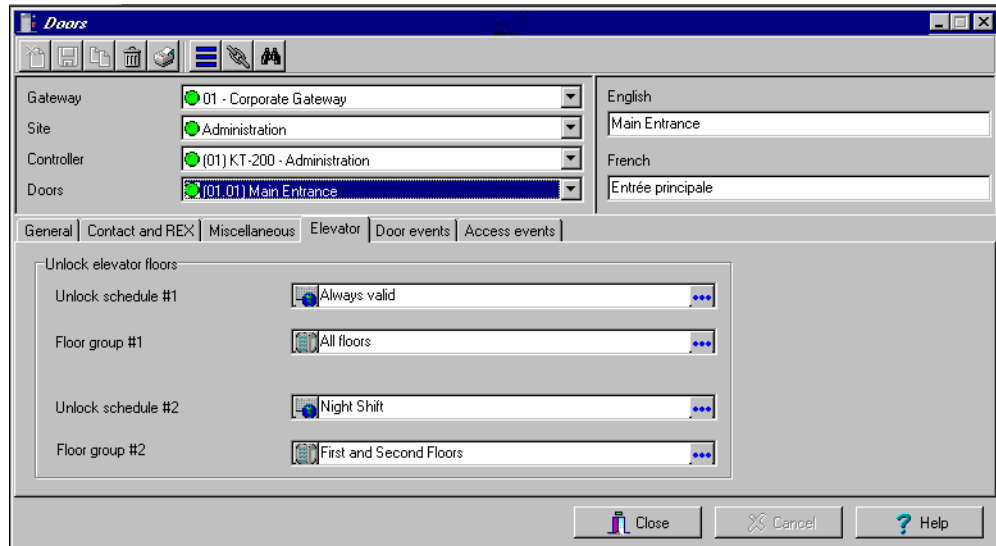 Doors
Gateway
01 - Corporate Gateway
Site
Administration
Controller
(01) KT-200 - Administration
Doors
(01.01) Main Entrance
English
Main Entrance
French
Entrée principale
General Contact and REX Miscellaneous Elevator Door events Access events
Unlock elevator floors
Unlock schedule #1
Always valid
Floor group #1
All floors
Unlock schedule #2
Night Shift
Floor group #2
First and Second Floors
Close Cancel Help